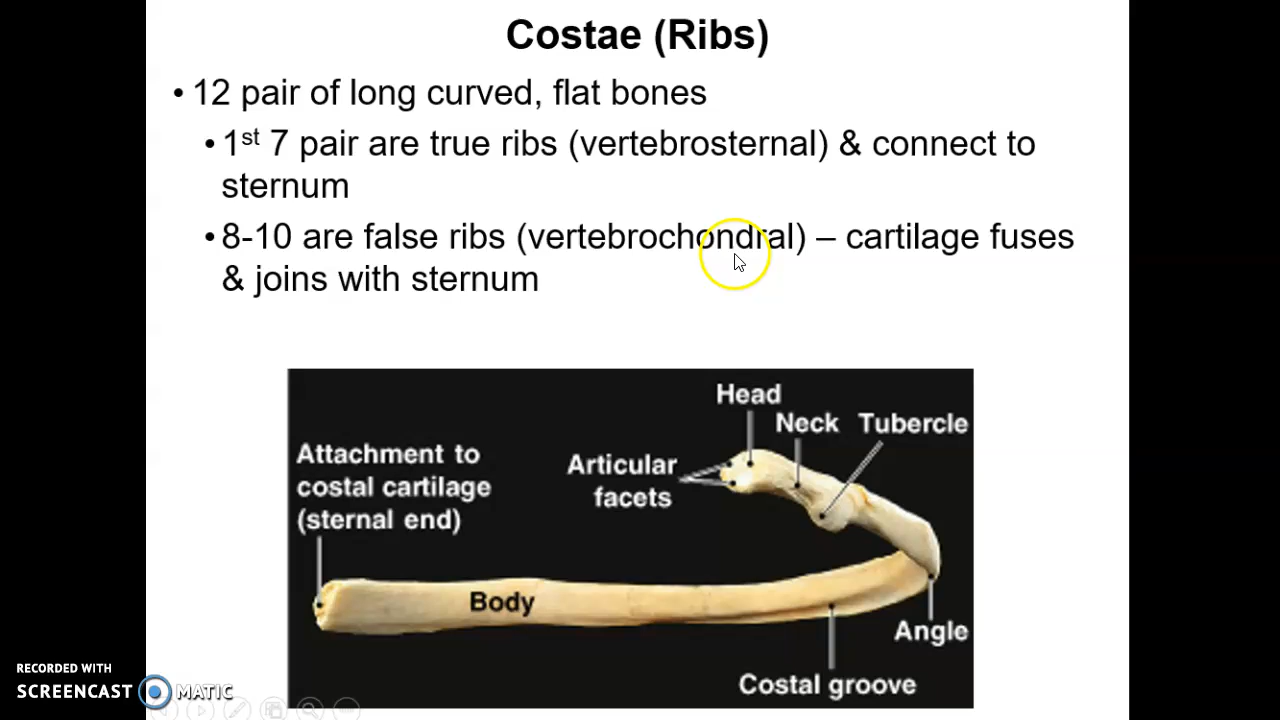 Costae (Ribs)
• 12 pair of long curved, flat bones
• 1st 7 pair are true ribs (vertebrosternal) & connect to
sternum
• 8-10 are false ribs (vertebrochondral) – cartilage fuses
& joins with sternum
Head
Neck
Tubercle
Attachment to
costal cartilage
(sternal end)
Articular
facets
Body
Angle
Costal groove
RECORDED WITH
SCREENCAST MATIC